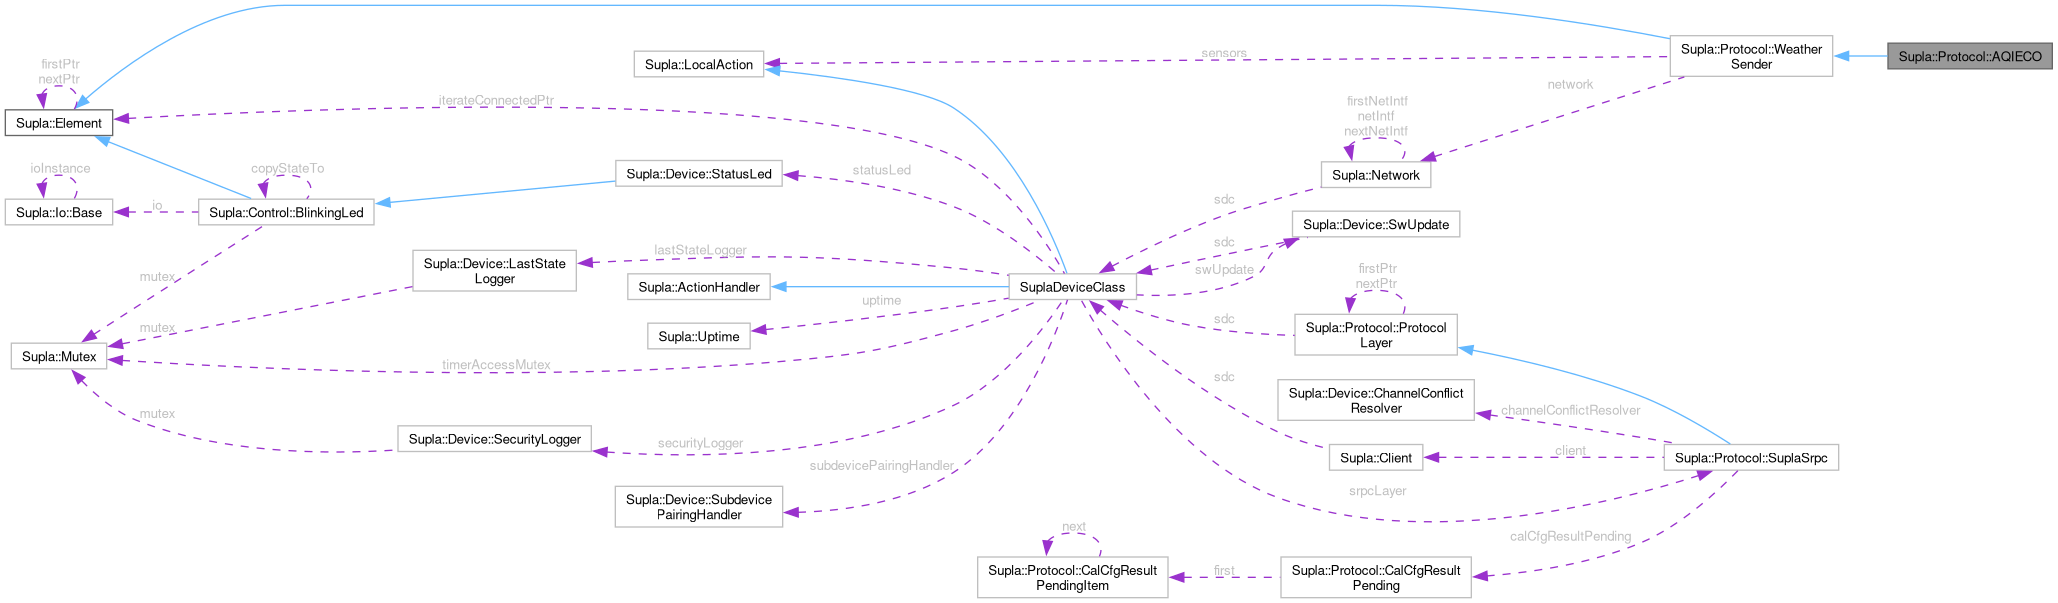 Supla::Protocol::Weather
Sender
Supla::Protocol::AQIECO
sensors
Supla::LocalAction
firstPtr
nextPtr
network
iterateConnectedPtr
firstNetIntf
netIntf
nextNetIntf
Supla::Element
ioInstance
copyStateTo
Supla::Device::StatusLed
statusLed
Supla::Network
sdc
Supla::Io::Base
io
Supla::Control::BlinkingLed
Supla::Device::SwUpdate
sdc
lastStateLogger
swUpdate
Supla::Device::LastState
Logger
mutex
firstPtr
nextPtr
Supla::ActionHandler
SuplaDeviceClass
uptime
sdc
Supla::Protocol::Protocol
Layer
mutex
Supla::Uptime
Supla::Mutex
timerAccessMutex
sdc
Supla::Device::ChannelConflict
Resolver
channelConflictResolver
mutex
Supla::Device::SecurityLogger
securityLogger
client
Supla::Client
Supla::Protocol::SuplaSrpc
subdevicePairingHandler
srpcLayer
Supla::Device::Subdevice
PairingHandler
next
calCfgResultPending
Supla::Protocol::CalCfgResult
PendingItem
first
Supla::Protocol::CalCfgResult
Pending